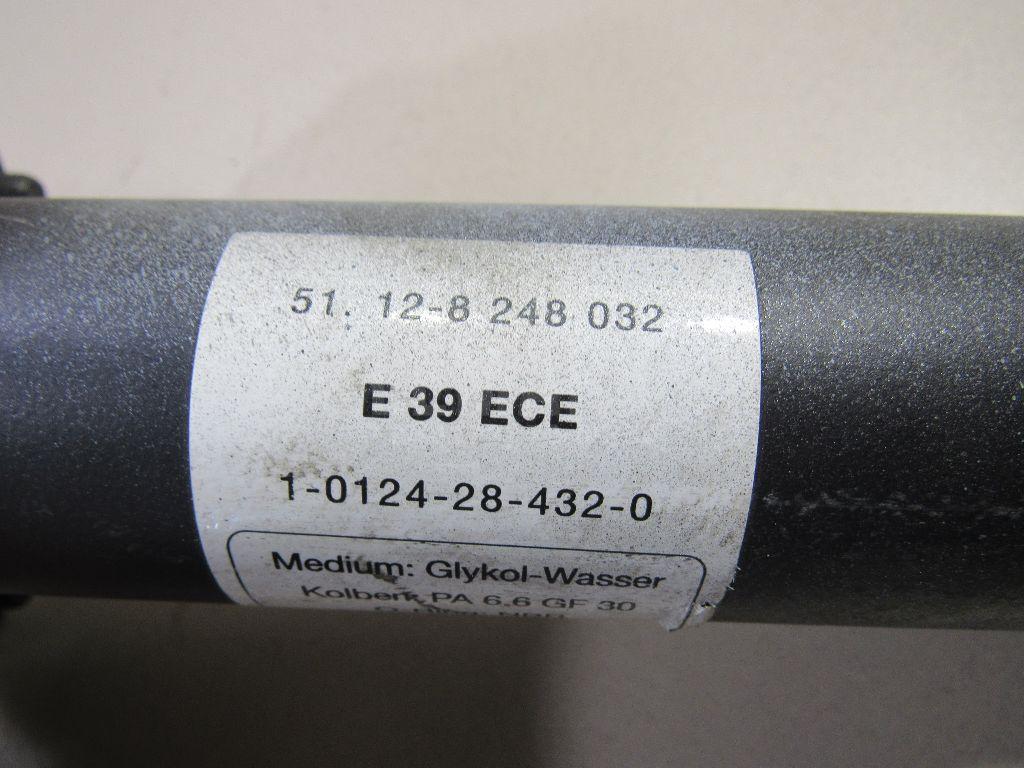 51. 12-8 248 032
E 39 ECE
1-0124-28-432-0
Medium: Glykol-Wasser
Kolben: PA 6.6 GF 30